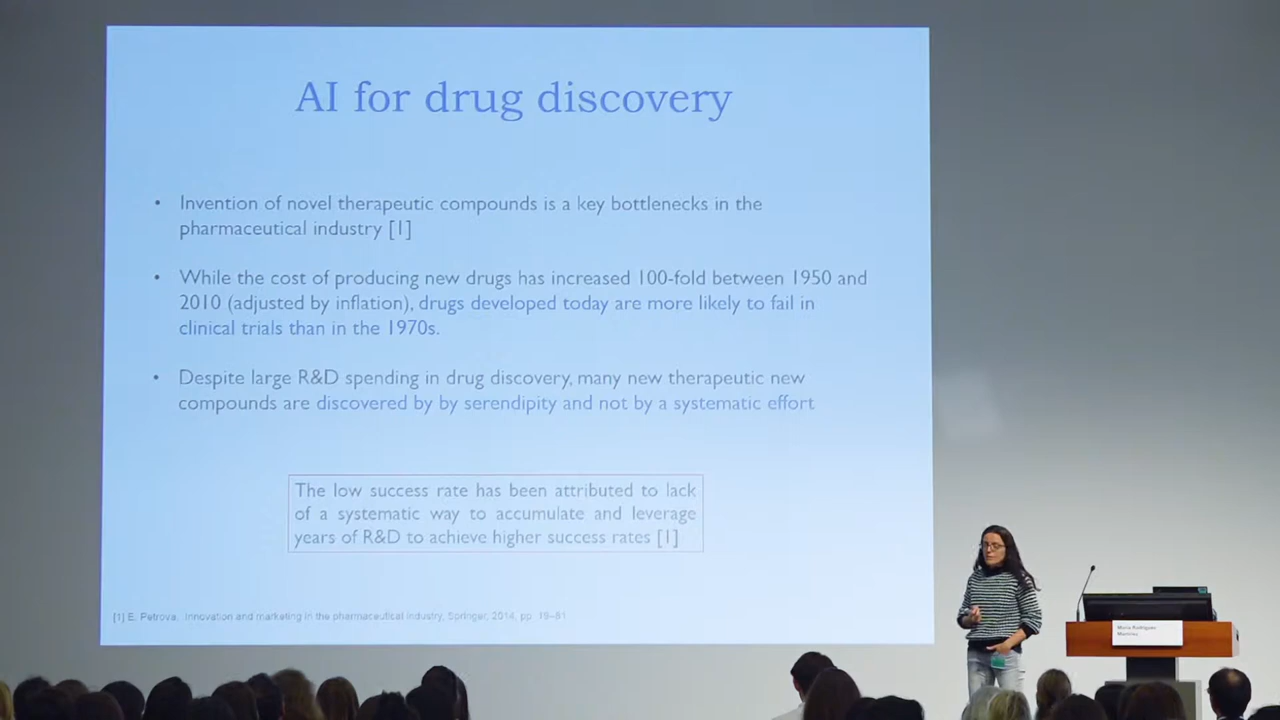 AI for drug discovery
• Invention of novel therapeutic compounds is a key bottlenecks in the
pharmaceutical industry [1]
• While the cost of producing new drugs has increased 100-fold between 1950 and
2010 (adjusted by inflation), drugs developed today are more likely to fail in
clinical trials than in the 1970s.
• Despite large R&D spending in drug discovery, many new therapeutic new
compounds are discovered by by serendipity and not by a systematic effort
The low success rate has been attributed to lack
of a systematic way to accumulate and leverage
years of R&D to achieve higher success rates [1]
[1] E. Petrova. Innovation and marketing in the pharmaceutical industry, Springer, 2014, pp. 19–81
Maria Rodriguez